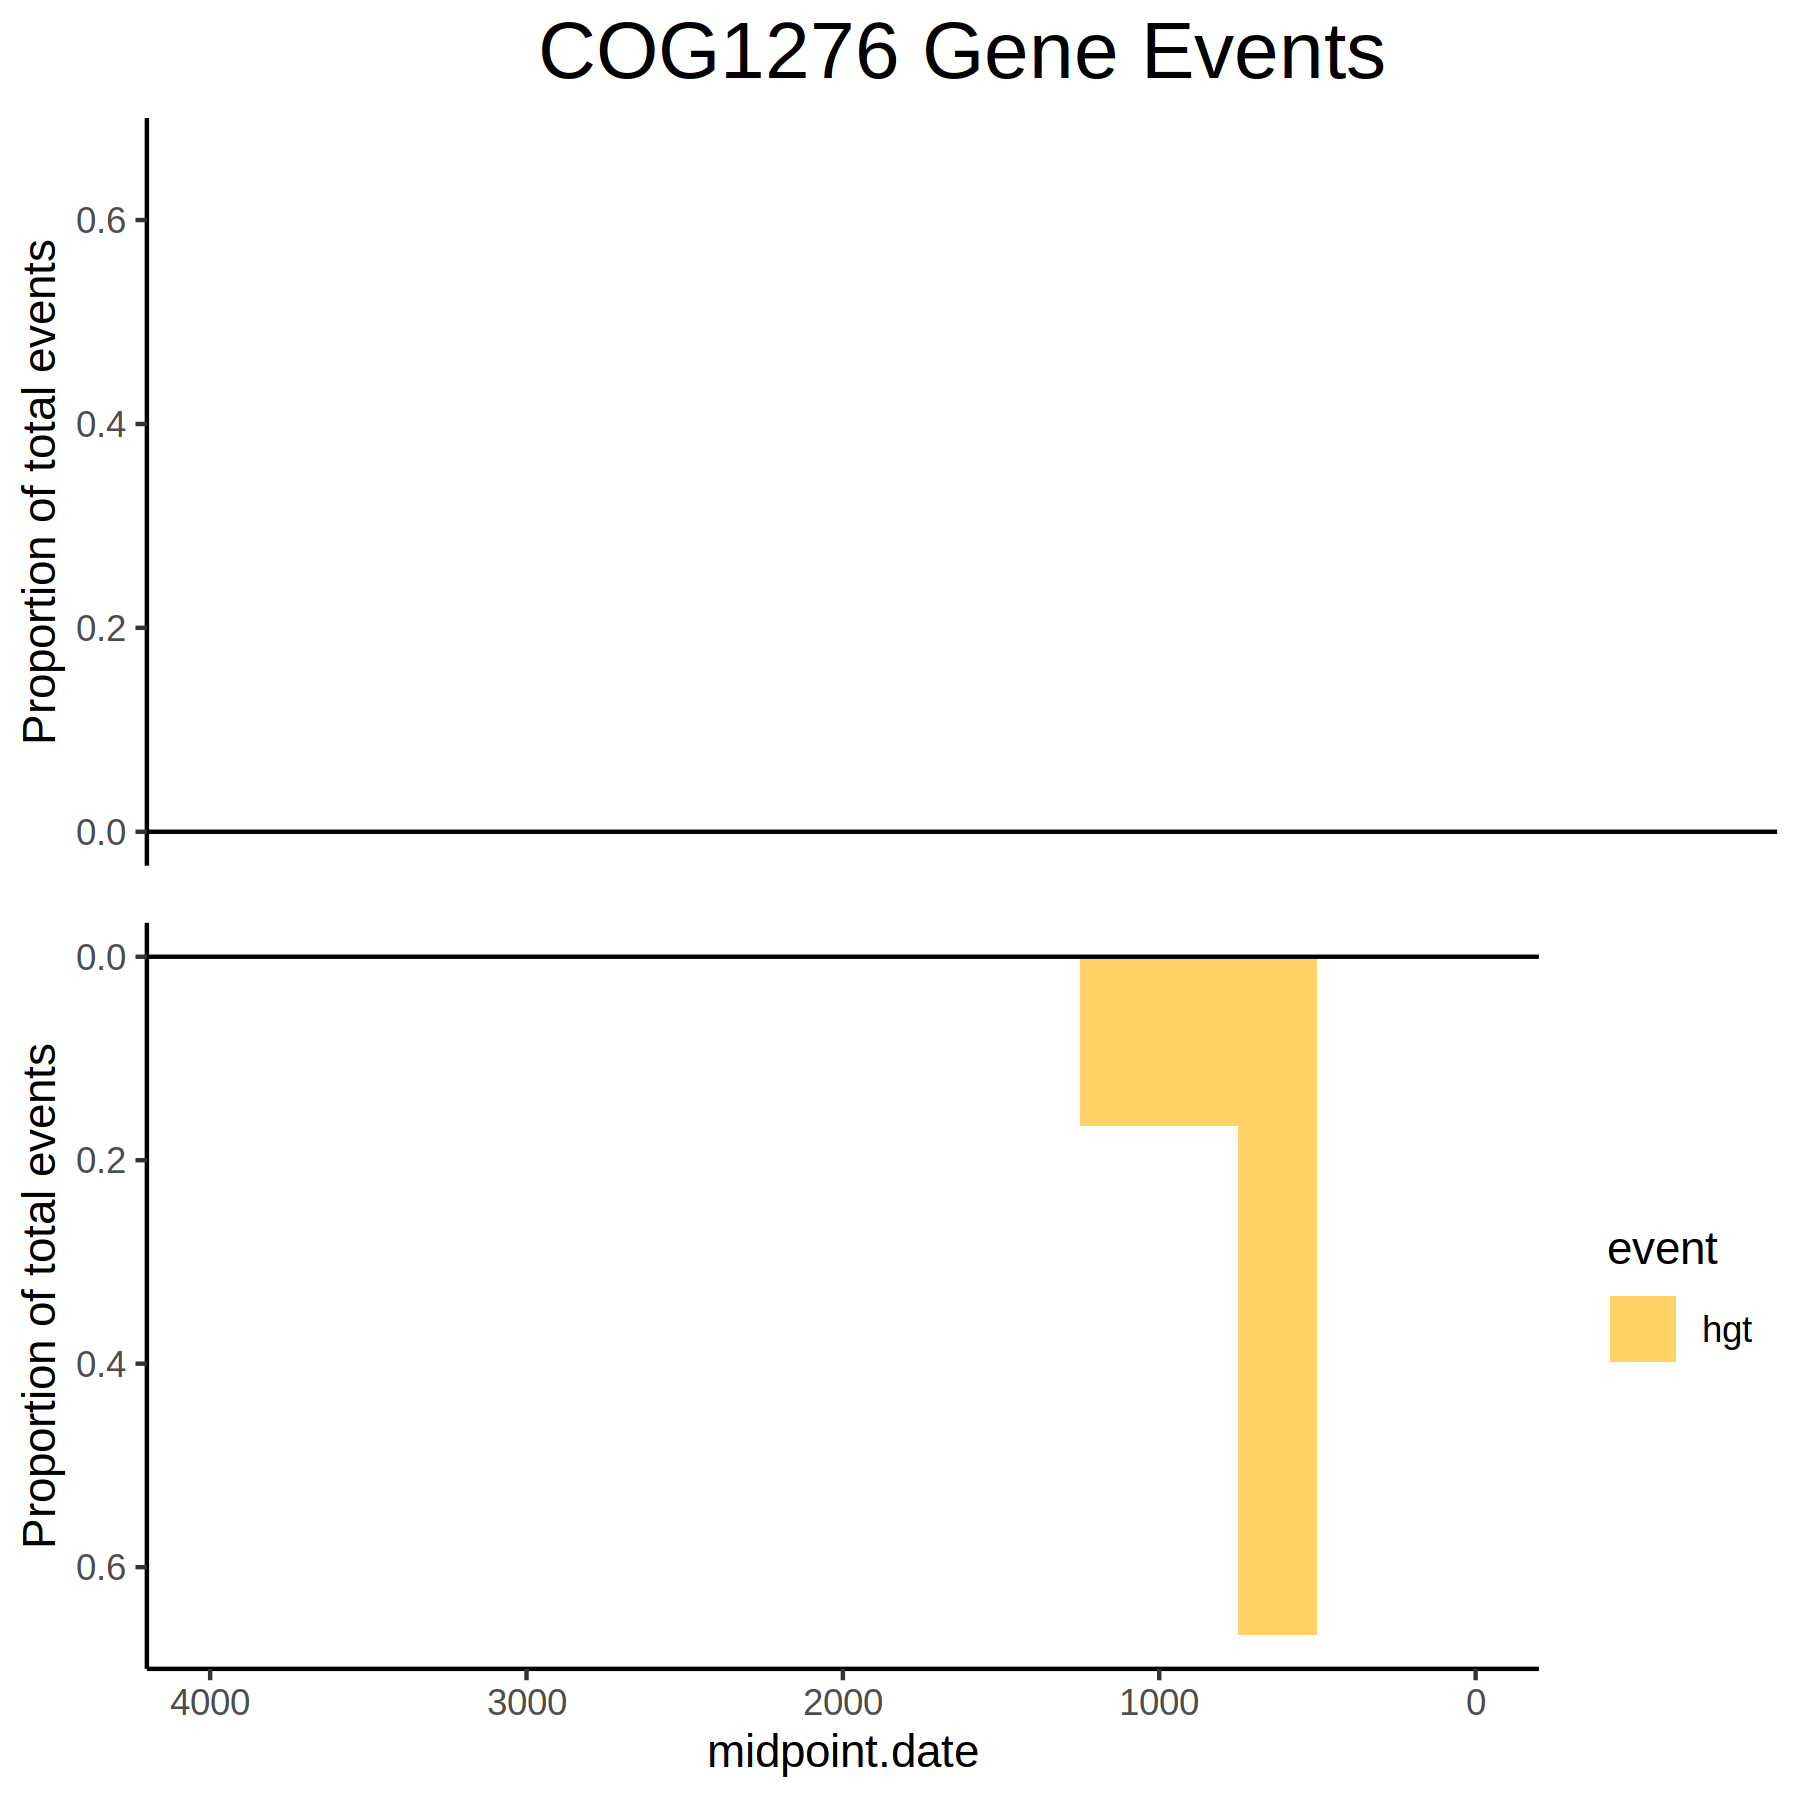 COG1276 Gene Events
Proportion of total events
0.6
0.4
0.2
0.0
Proportion of total events
0.0
0.2
0.4
0.6
4000 3000 2000 1000 0
midpoint.date
event
hgt